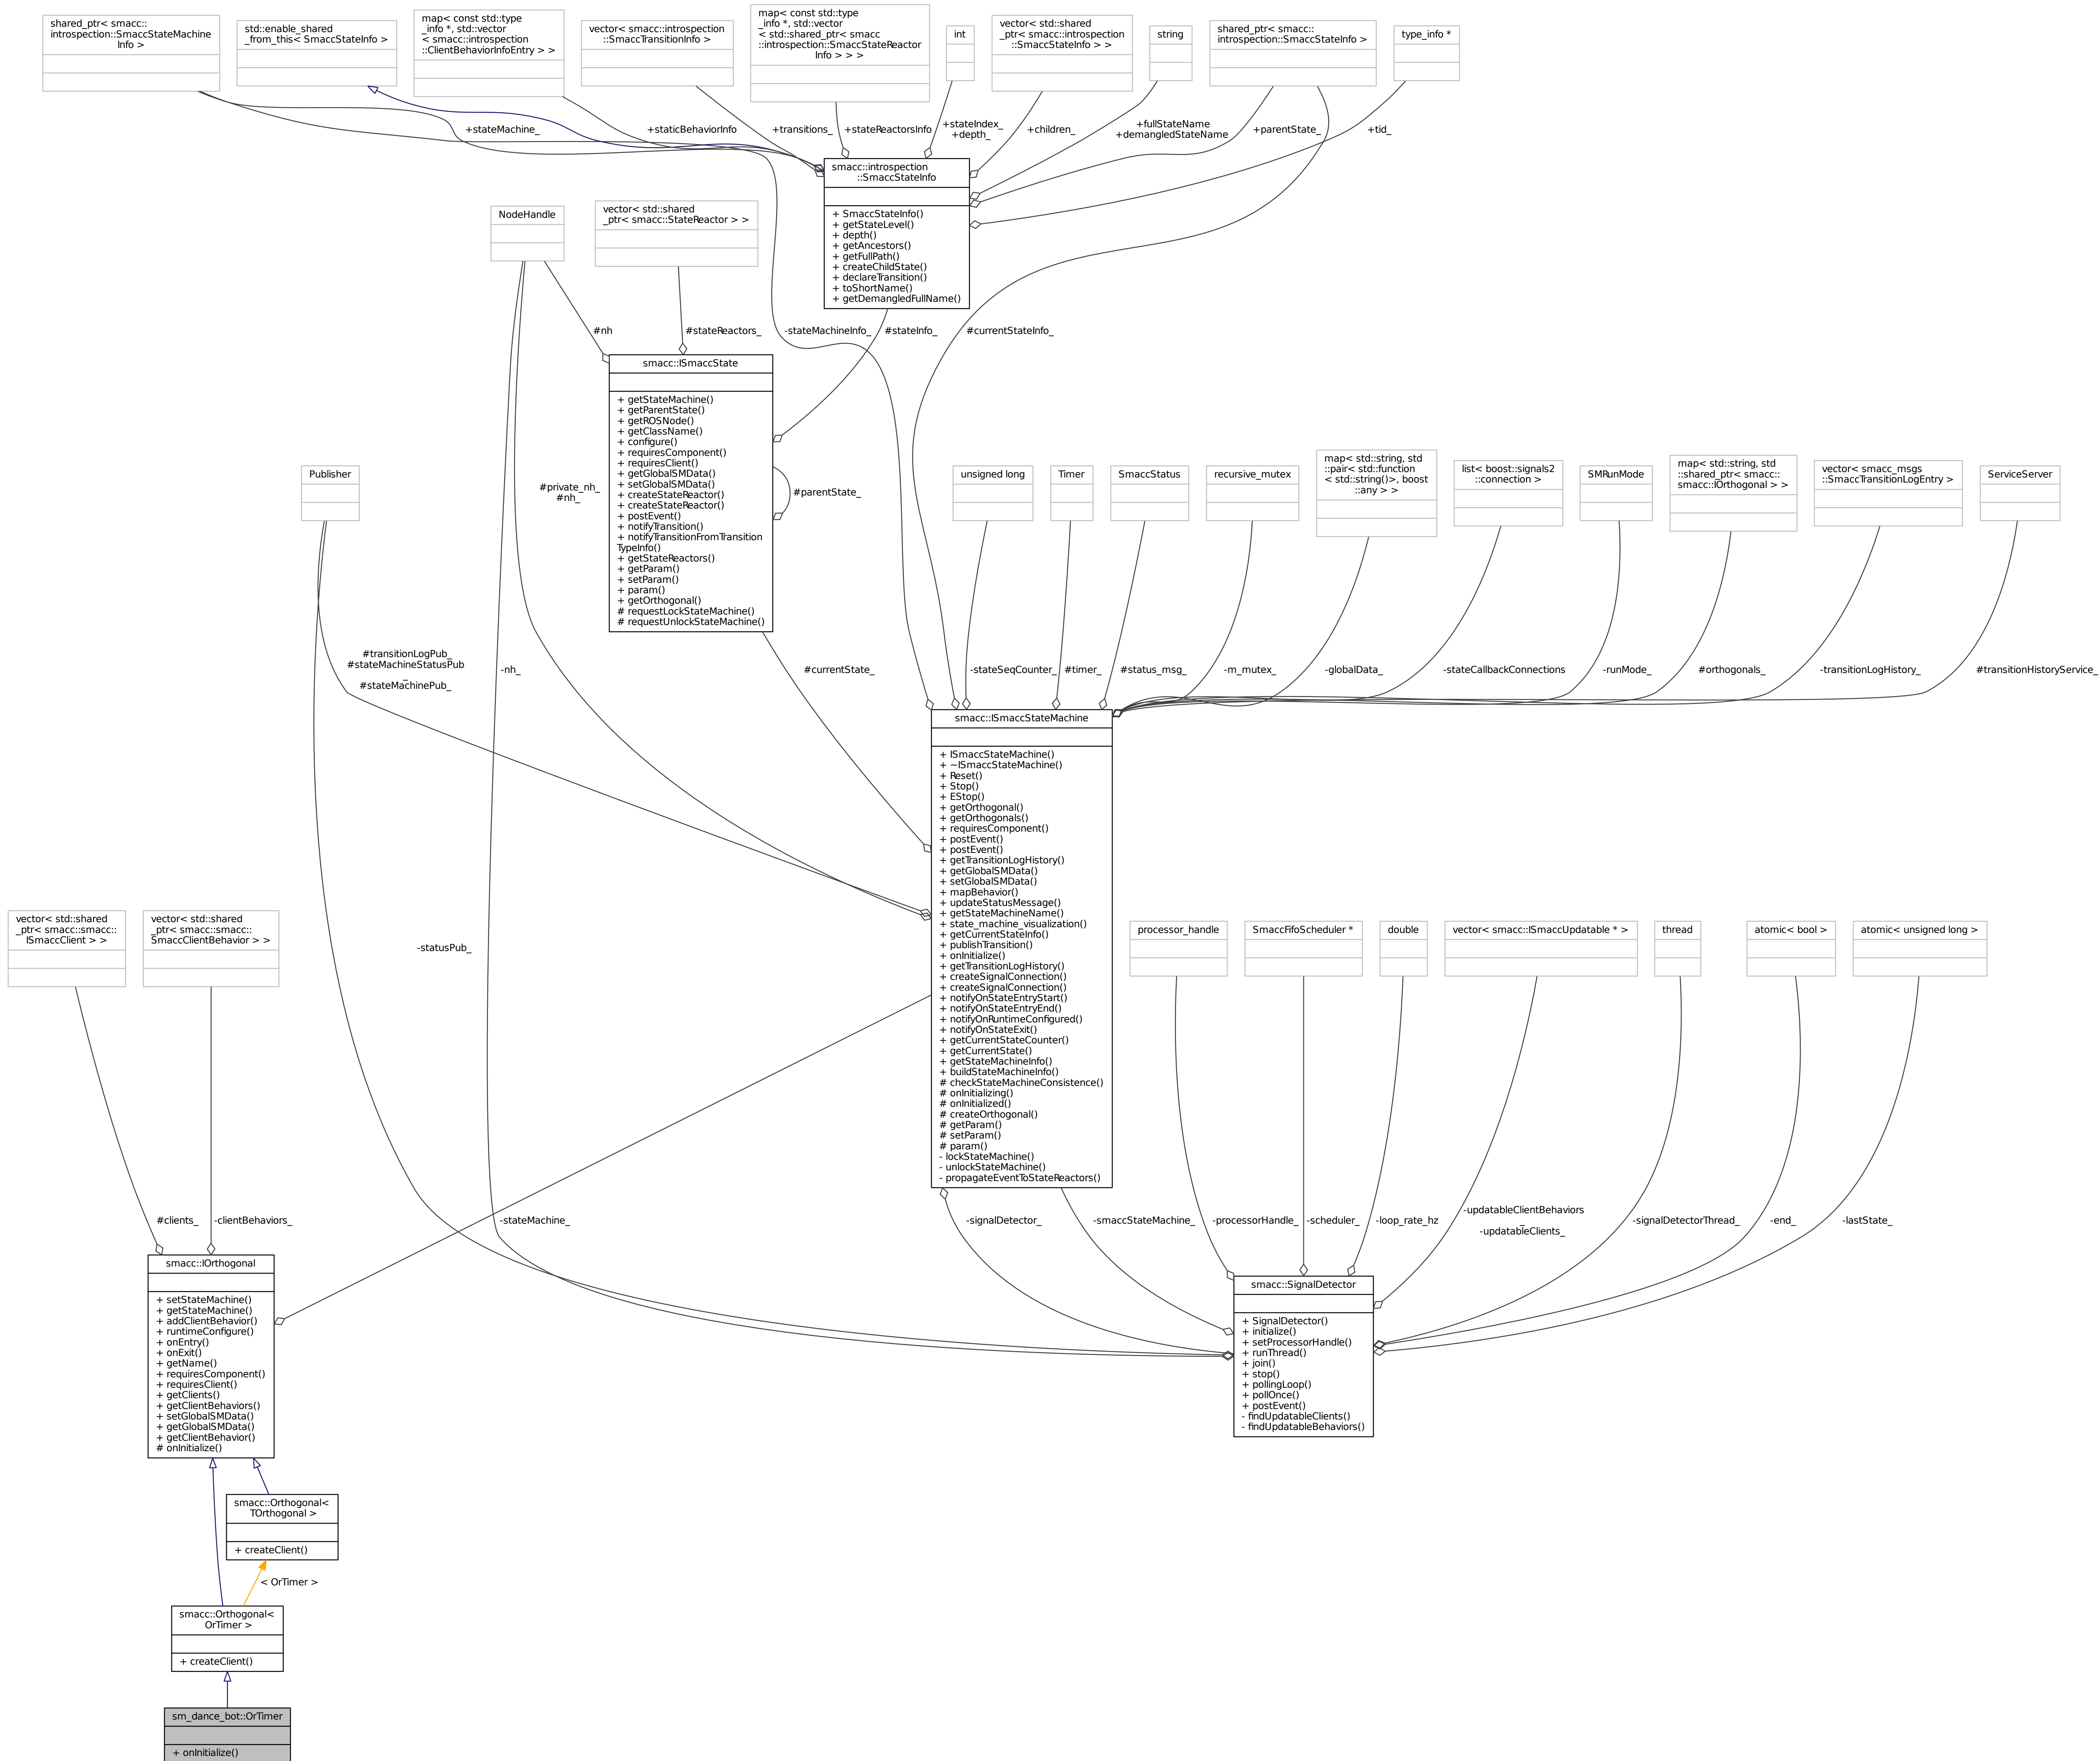 shared_ptr< smacc::
introspection::SmaccStateMachine
Info >
std::enable_shared
_from_this< SmaccStateInfo >
map< const std::type
_info *, std::vector
< smacc::introspection
::ClientBehaviorInfoEntry > >
vector< smacc::introspection
::SmaccTransitionInfo >
map< const std::type
_info *, std::vector
< std::shared_ptr< smacc
::introspection::SmaccStateReactor
Info > > >
int
vector< std::shared
_ptr< smacc::introspection
::SmaccStateInfo > >
string
shared_ptr< smacc::
introspection::SmaccStateInfo >
type_info *
+stateMachine_
+staticBehaviorInfo
+transitions_
+stateReactorsInfo
+stateIndex_
+depth_
+children_
+fullStateName
+demangledStateName
+parentState_
+tid_
smacc::introspection
::SmaccStateInfo
+ SmaccStateInfo()
+ getStateLevel()
+ depth()
+ getAncestors()
+ getFullPath()
+ createChildState()
+ declareTransition()
+ toShortName()
+ getDemangledFullName()
NodeHandle
vector< std::shared
_ptr< smacc::StateReactor > >
#nh
#stateReactors_
-stateMachineInfo_
#stateInfo_
#currentStateInfo_
smacc::ISmaccState
+ getStateMachine()
+ getParentState()
+ getROSNode()
+ getClassName()
+ configure()
+ requiresComponent()
+ requiresClient()
+ getGlobalSMData()
+ setGlobalSMData()
+ createStateReactor()
+ createStateReactor()
+ postEvent()
+ notifyTransition()
+ notifyTransitionFromTransition
TypeInfo()
+ getStateReactors()
+ getParam()
+ setParam()
+ param()
+ getOrthogonal()
# requestLockStateMachine()
# requestUnlockStateMachine()
#parentState_
#private_nh_
#nh_
Publisher
unsigned long
Timer
SmaccStatus
recursive_mutex
map< std::string, std
::pair< std::function
< std::string()>, boost
::any > >
list< boost::signals2
::connection >
SMRunMode
map< std::string, std
::shared_ptr< smacc::
smacc::IOrthogonal > >
vector< smacc_msgs
::SmaccTransitionLogEntry >
ServiceServer
#transitionLogPub_
#stateMachineStatusPub
_
#stateMachinePub_
-nh_
#currentState_
-stateSeqCounter_
#timer_
#status_msg_
-m_mutex_
-globalData_
-stateCallbackConnections
-runMode_
#orthogonals_
-transitionLogHistory_
#transitionHistoryService_
smacc::ISmaccStateMachine
+ ISmaccStateMachine()
+ ~ISmaccStateMachine()
+ Reset()
+ Stop()
+ EStop()
+ getOrthogonal()
+ getOrthogonals()
+ requiresComponent()
+ postEvent()
+ postEvent()
+ getTransitionLogHistory()
+ getGlobalSMData()
+ setGlobalSMData()
+ mapBehavior()
+ updateStatusMessage()
+ getStateMachineName()
+ state_machine_visualization()
+ getCurrentStateInfo()
+ publishTransition()
+ onInitialize()
+ getTransitionLogHistory()
+ createSignalConnection()
+ createSignalConnection()
+ notifyOnStateEntryStart()
+ notifyOnStateEntryEnd()
+ notifyOnRuntimeConfigured()
+ notifyOnStateExit()
+ getCurrentStateCounter()
+ getCurrentState()
+ getStateMachineInfo()
+ buildStateMachineInfo()
# checkStateMachineConsistence()
# onInitializing()
# onInitialized()
# createOrthogonal()
# getParam()
# setParam()
# param()
- lockStateMachine()
- unlockStateMachine()
- propagateEventToStateReactors()
vector< std::shared
_ptr< smacc::smacc::
ISmaccClient > >
vector< std::shared
_ptr< smacc::smacc::
SmaccClientBehavior > >
-statusPub_
processor_handle
SmaccFifoScheduler *
double
vector< smacc::ISmaccUpdatable * >
thread
atomic< bool >
atomic< unsigned long >
#clients_
-clientBehaviors_
-stateMachine_
-signalDetector_
-smaccStateMachine_
-processorHandle_
-scheduler_
-loop_rate_hz
-updatableClientBehaviors
_
-updatableClients_
-signalDetectorThread_
-end_
-lastState_
smacc::IOrthogonal
+ setStateMachine()
+ getStateMachine()
+ addClientBehavior()
+ runtimeConfigure()
+ onEntry()
+ onExit()
+ getName()
+ requiresComponent()
+ requiresClient()
+ getClients()
+ getClientBehaviors()
+ setGlobalSMData()
+ getGlobalSMData()
+ getClientBehavior()
# onInitialize()
smacc::SignalDetector
+ SignalDetector()
+ initialize()
+ setProcessorHandle()
+ runThread()
+ join()
+ stop()
+ pollingLoop()
+ pollOnce()
+ postEvent()
- findUpdatableClients()
- findUpdatableBehaviors()
smacc::Orthogonal<
TOrthogonal >
+ createClient()
< OrTimer >
smacc::Orthogonal<
OrTimer >
+ createClient()
sm_dance_bot::OrTimer
+ onInitialize()